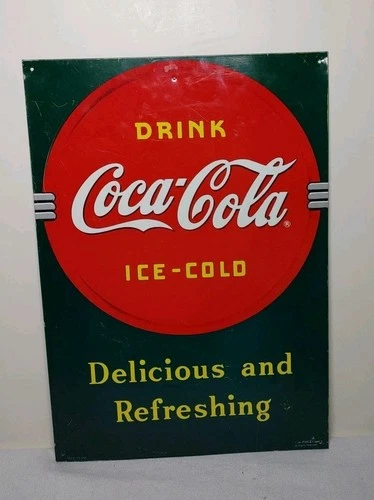 DRINK
Coca-Cola®
ICE-COLD
Delicious and
Refreshing